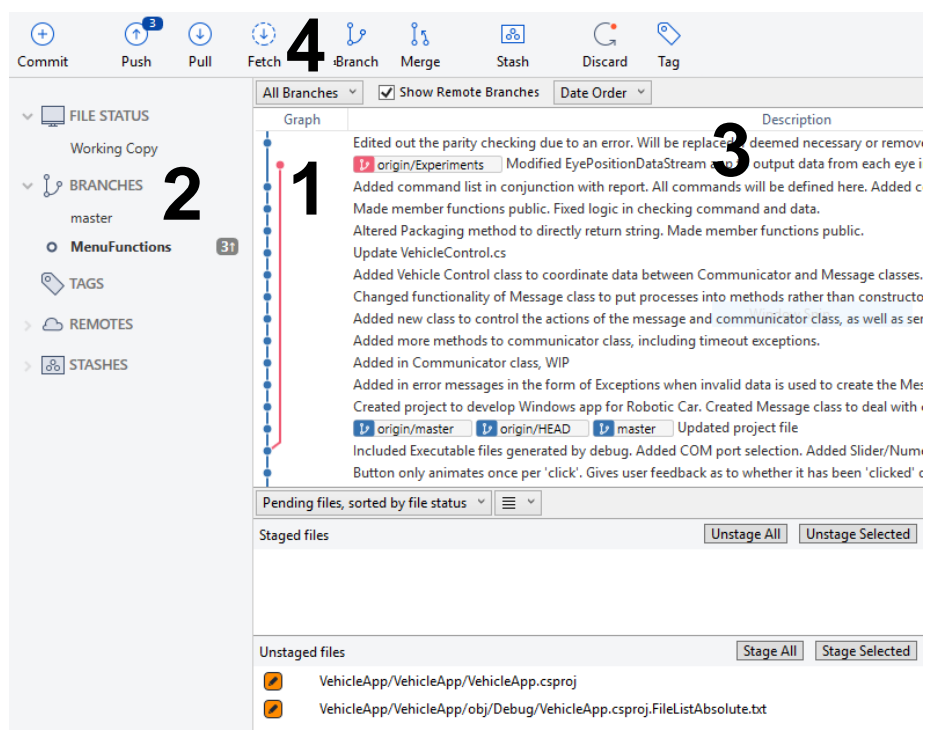 3
4
Commit Push Pull Fetch Branch Merge Stash Discard Tag
All Branches Show Remote Branches Date Order
Graph Description
FILE STATUS
Working Copy
BRANCHES
master
MenuFunctions 3↑
TAGS
REMOTES
STASHES
1
2
3
Edited out the parity checking due to an error. Will be replaced deemed necessary or remov
origin/Experiments Modified EyePositionDataStream to output data from each eye i
Added command list in conjunction with report. All commands will be defined here. Added c
Made member functions public. Fixed logic in checking command and data.
Altered Packaging method to directly return string. Made member functions public.
Update VehicleControl.cs
Added Vehicle Control class to coordinate data between Communicator and Message classes.
Changed functionality of Message class to put processes into methods rather than constructo
Added new class to control the actions of the message and communicator class, as well as ser
Added more methods to communicator class, including timeout exceptions.
Added in Communicator class, WIP
Added in error messages in the form of Exceptions when invalid data is used to create the Mes
Created project to develop Windows app for Robotic Car. Created Message class to deal with
origin/master origin/HEAD master Updated project file
Included Executable files generated by debug. Added COM port selection. Added Slider/Nume
Button only animates once per 'click'. Gives user feedback as to whether it has been 'clicked'
Pending files, sorted by file status
Staged files Unstage All Unstage Selected
Unstaged files Stage All Stage Selected
VehicleApp/VehicleApp/VehicleApp.csproj
VehicleApp/VehicleApp/obj/Debug/VehicleApp.csproj.FileListAbsolute.txt